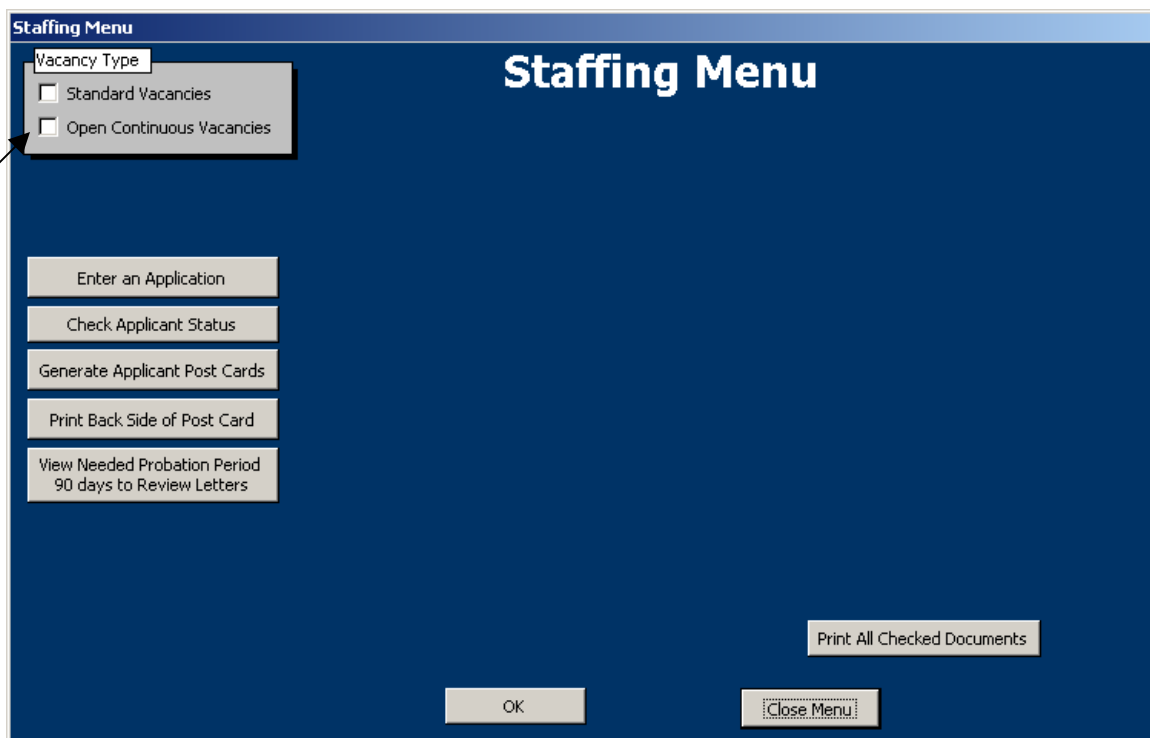 Staffing Menu
Vacancy Type
Standard Vacancies
Open Continuous Vacancies
Staffing Menu
Enter an Application
Check Applicant Status
Generate Applicant Post Cards
Print Back Side of Post Card
View Needed Probation Period
90 days to Review Letters
Print All Checked Documents
OK
Close Menu